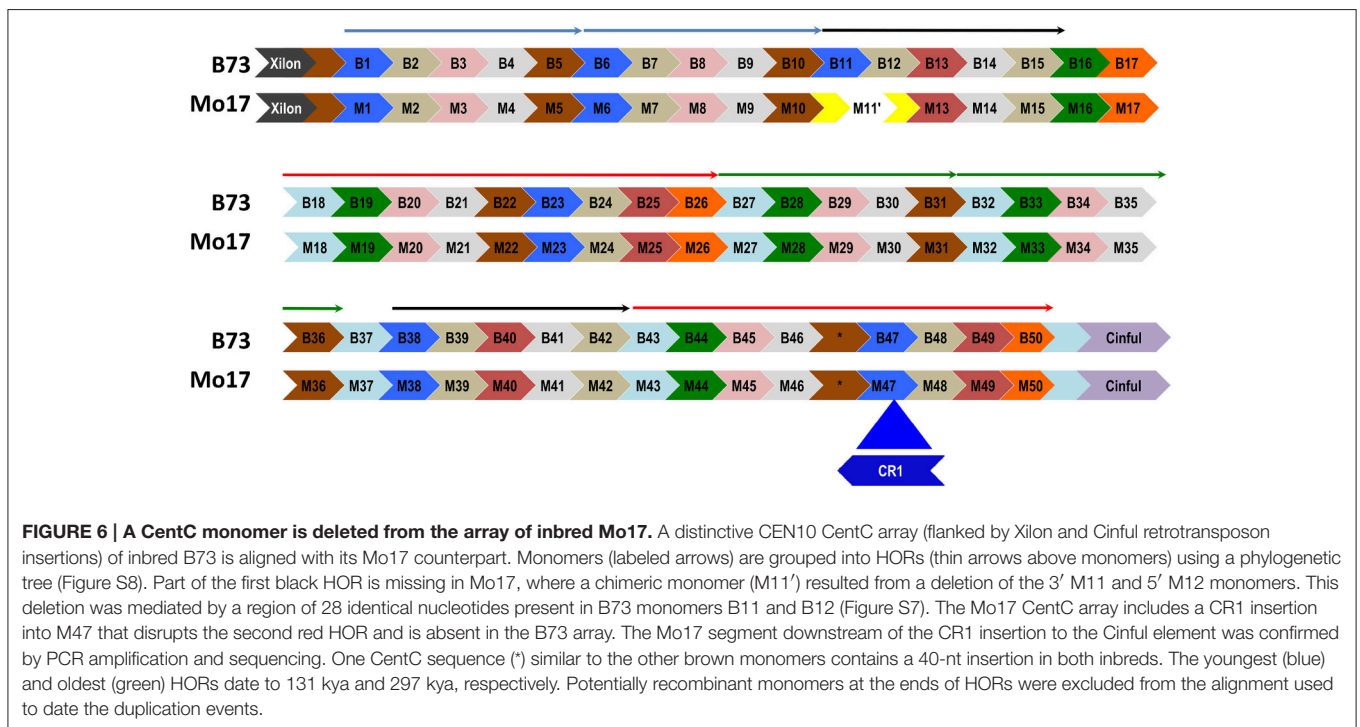 B73 Xilon B1 B2 B3 B4 B5 B6 B7 B8 B9 B10 B11 B12 B13 B14 B15 B16 B17
Mo17 Xilon M1 M2 M3 M4 M5 M6 M7 M8 M9 M10 M11' M13 M14 M15 M16 M17
B73 B18 B19 B20 B21 B22 B23 B24 B25 B26 B27 B28 B29 B30 B31 B32 B33 B34 B35
Mo17 M18 M19 M20 M21 M22 M23 M24 M25 M26 M27 M28 M29 M30 M31 M32 M33 M34 M35
B73 B36 B37 B38 B39 B40 B41 B42 B43 B44 B45 B46 * B47 B48 B49 B50 Cinful
Mo17 M36 M37 M38 M39 M40 M41 M42 M43 M44 M45 M46 * M47 M48 M49 M50 Cinful
CR1
FIGURE 6 | A CentC monomer is deleted from the array of inbred Mo17. A distinctive CEN10 CentC array (flanked by Xilon and Cinful retrotransposon
insertions) of inbred B73 is aligned with its Mo17 counterpart. Monomers (labeled arrows) are grouped into HORs (thin arrows above monomers) using a phylogenetic
tree (Figure S8). Part of the first black HOR is missing in Mo17, where a chimeric monomer (M11′) resulted from a deletion of the 3′ M11 and 5′ M12 monomers. This
deletion was mediated by a region of 28 identical nucleotides present in B73 monomers B11 and B12 (Figure S7). The Mo17 CentC array includes a CR1 insertion
into M47 that disrupts the second red HOR and is absent in the B73 array. The Mo17 segment downstream of the CR1 insertion to the Cinful element was confirmed
by PCR amplification and sequencing. One CentC sequence (*) similar to the other brown monomers contains a 40-nt insertion in both inbreds. The youngest (blue)
and oldest (green) HORs date to 131 kya and 297 kya, respectively. Potentially recombinant monomers at the ends of HORs were excluded from the alignment used
to date the duplication events.